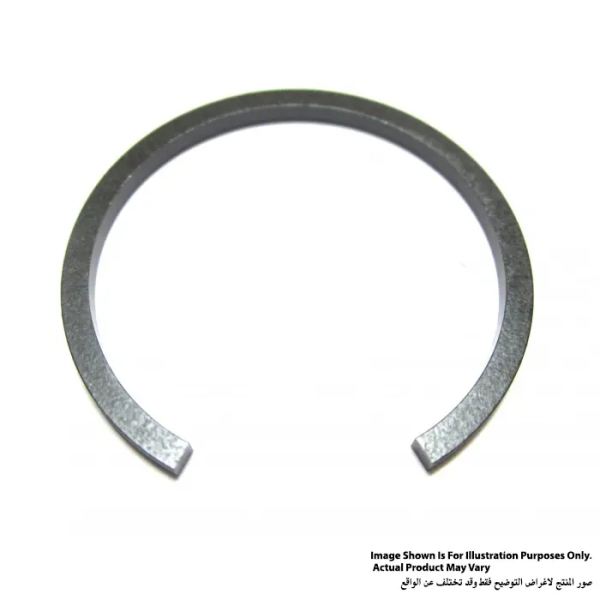 Image Shown Is For Illustration Purposes Only.
Actual Product May Vary
صور المنتج لاغراض التوضيح فقط وقد تختلف عن الواقع